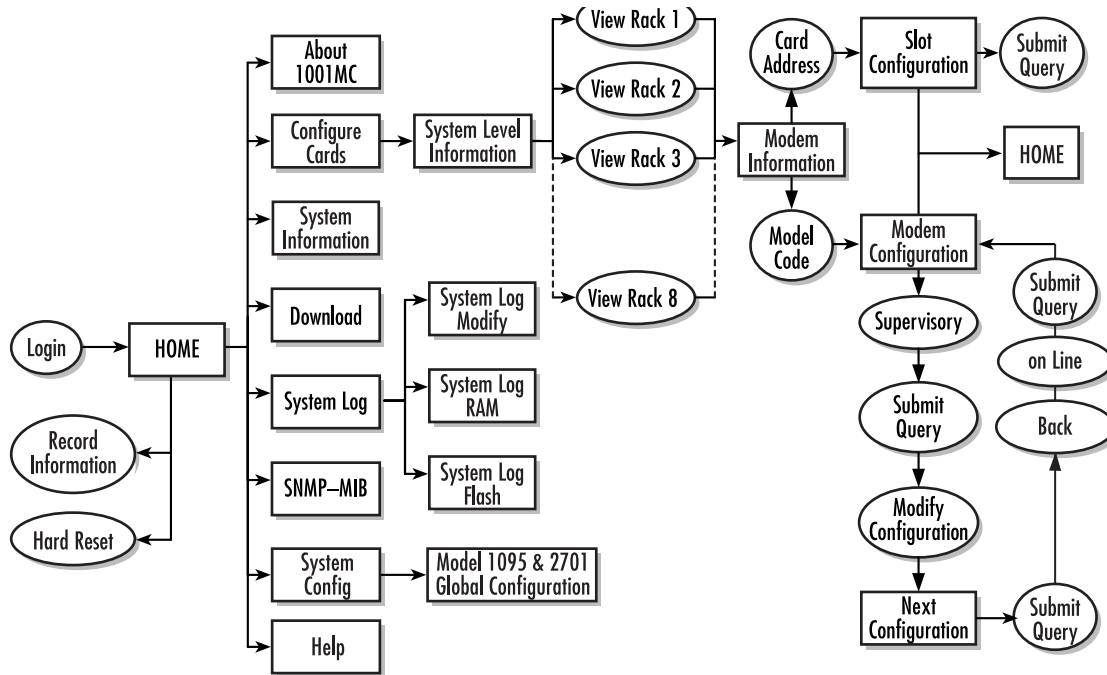 Login
HOME
Record
Information
Hard Reset
About
1001MC
Configure
Cards
System
Information
Download
System Log
SNMP–MIB
System
Config
Help
System Level
Information
System Log
Modify
System Log
RAM
System Log
Flash
Model 1095 & 2701
Global Configuration
View Rack 1
View Rack 2
View Rack 3
View Rack 8
Modem
Information
Card
Address
Model
Code
Slot
Configuration
Submit
Query
HOME
Modem
Configuration
Supervisory
Submit
Query
Modify
Configuration
Next
Configuration
Submit
Query
Back
on Line
Submit
Query